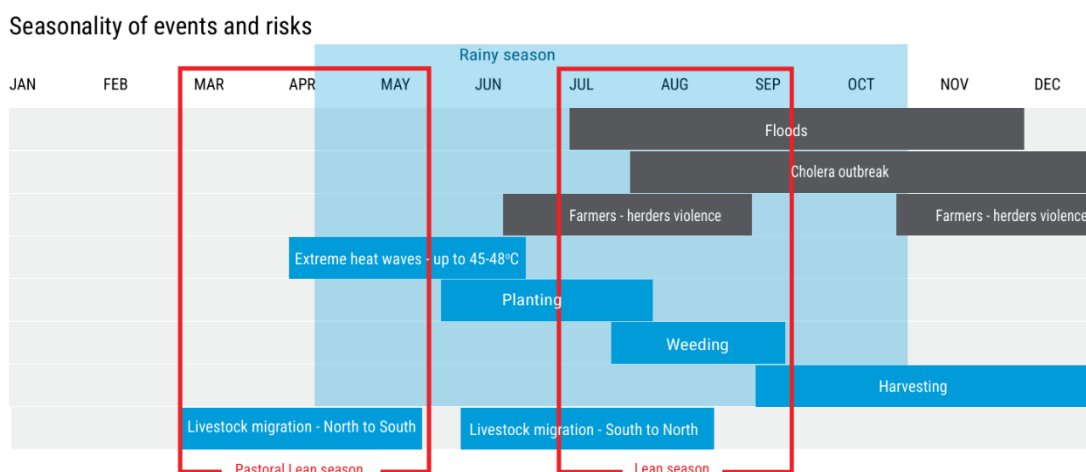 Seasonality of events and risks
Rainy season
JAN FEB MAR APR MAY JUN JUL AUG SEP OCT NOV DEC
Floods
Cholera outbreak
Farmers - herders violence Farmers - herders violence
Extreme heat waves - up to 45-48°C
Planting
Weeding
Harvesting
Livestock migration - North to South Livestock migration - South to North
Pastoral Lean season Lean season